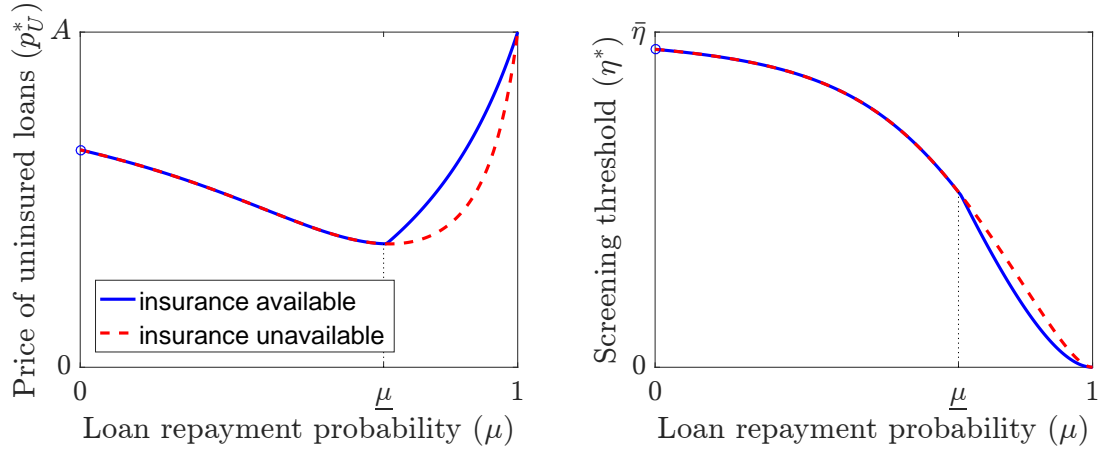 Price of uninsured loans (p*_U)
A
0
insurance available
insurance unavailable
0
μ
1
Loan repayment probability (μ)
Screening threshold (η*)
η̄
0
0
μ
1
Loan repayment probability (μ)